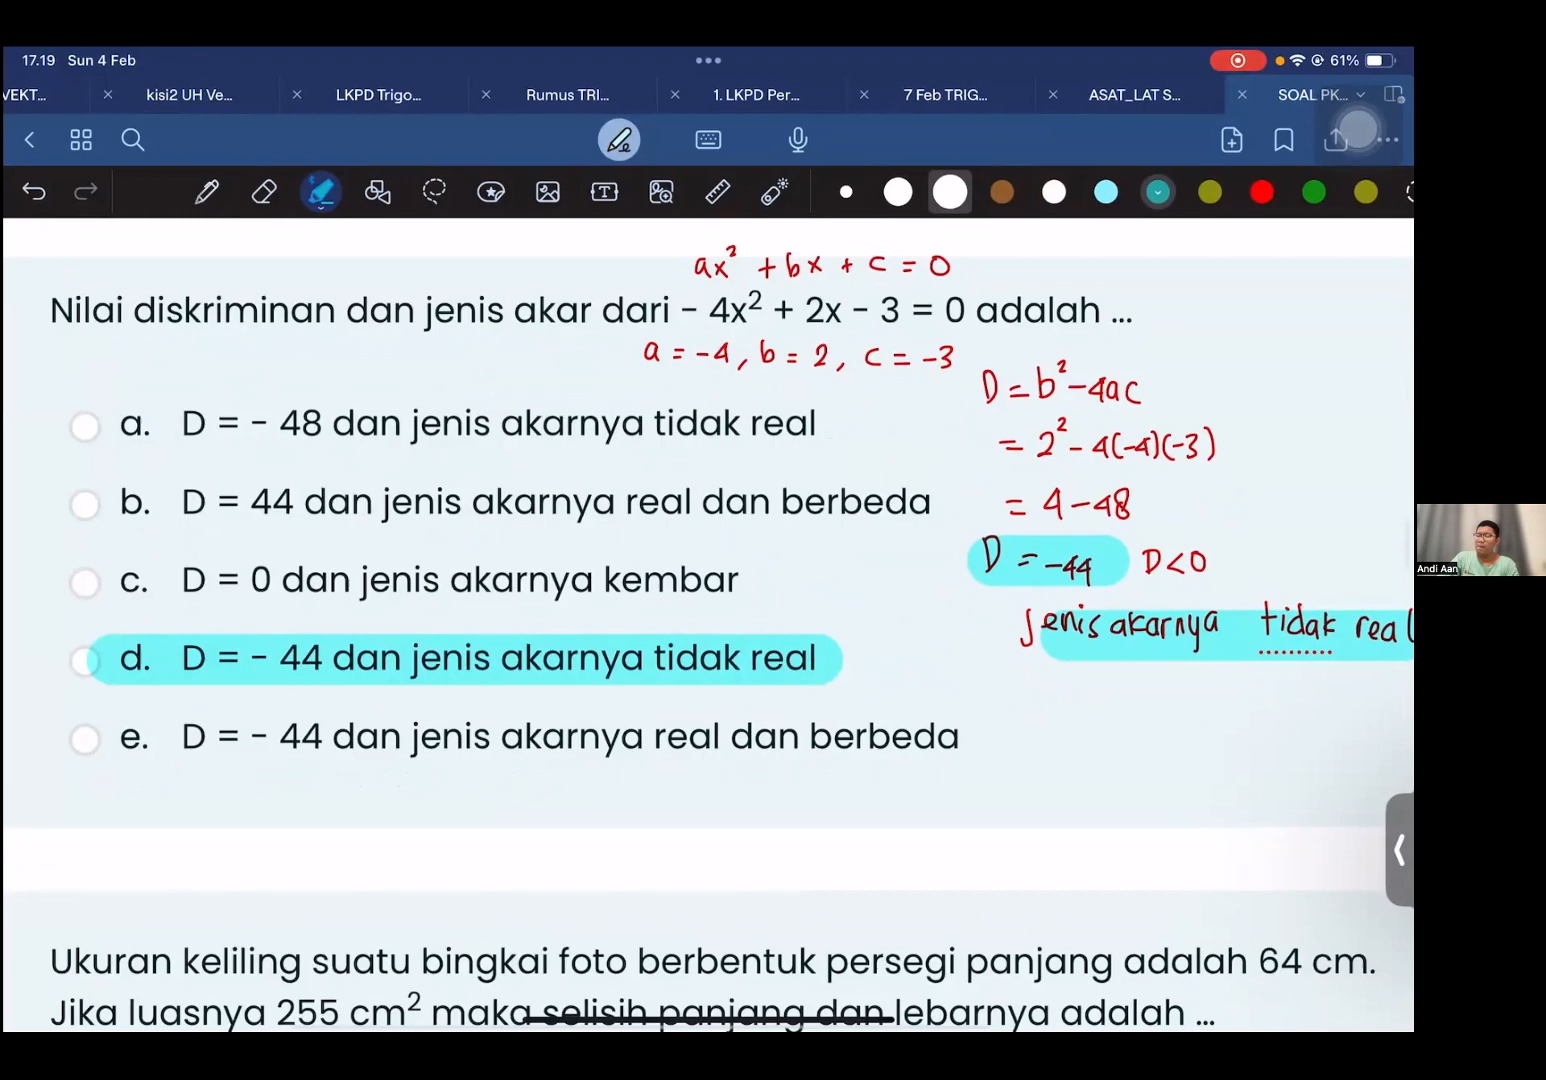 17.19 Sun 4 Feb
61%
VEKT...
kisi2 UH Ve...
LKPD Trigo...
Rumus TRI...
1. LKPD Per...
7 Feb TRIG...
ASAT_LAT S...
SOAL PK...
ax² + bx + c = 0
Nilai diskriminan dan jenis akar dari − 4x² + 2x − 3 = 0 adalah ...
a = -4, b = 2, c = -3
D = b² - 4ac
a. D = − 48 dan jenis akarnya tidak real
= 2² - 4(-4)(-3)
b. D = 44 dan jenis akarnya real dan berbeda
= 4 - 48
D = -44 D < 0
c. D = 0 dan jenis akarnya kembar
Jenis akarnya tidak real
d. D = − 44 dan jenis akarnya tidak real
e. D = − 44 dan jenis akarnya real dan berbeda
Andi Aan
Ukuran keliling suatu bingkai foto berbentuk persegi panjang adalah 64 cm.
Jika luasnya 255 cm² maka selisih panjang dan lebarnya adalah ...